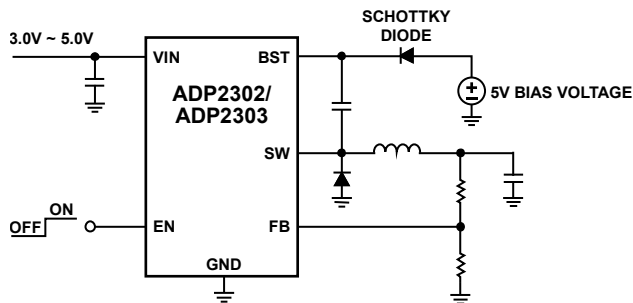 SCHOTTKY
DIODE
3.0V ~ 5.0V
VIN
BST
ADP2302/
ADP2303
+
–
5V BIAS VOLTAGE
SW
ON
OFF
EN
FB
GND